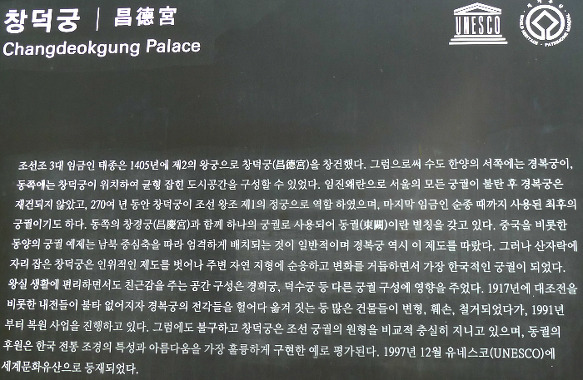 창덕궁 | 昌德宮
Changdeokgung Palace
UNESCO
조선조 3대 임금인 태종은 1405년에 제2의 왕궁으로 창덕궁(昌德宮)을 창건했다. 그럼으로써 수도 한양의 서쪽에는 경복궁이,
동쪽에는 창덕궁이 위치하여 균형 잡힌 도시공간을 구성할 수 있었다. 임진왜란으로 서울의 모든 궁궐이 불탄 후 경복궁은
재건되지 않았고, 270여 년 동안 창덕궁이 조선 왕조 제1의 정궁으로 역할 하였으며, 마지막 임금인 순종 때까지 사용된 최후의
궁궐이기도 하다. 동쪽의 창경궁(昌慶宮)과 함께 하나의 궁궐로 사용되어 동궐(東闕)이란 별칭을 갖고 있다. 중국을 비롯한
동양의 궁궐 예제는 남북 중심축을 따라 엄격하게 배치되는 것이 일반적이며 경복궁 역시 이 제도를 따랐다. 그러나 산자락에
자리 잡은 창덕궁은 인위적인 제도를 벗어나 주변 자연 지형에 순응하고 변화를 거듭하면서 가장 한국적인 궁궐이 되었다.
왕실 생활에 편리하면서도 친근감을 주는 공간 구성은 경희궁, 덕수궁 등 다른 궁궐 구성에 영향을 주었다. 1917년에 대조전을
비롯한 내전들이 불타 없어지자 경복궁의 전각들을 헐어다 옮겨 짓는 등 많은 건물들이 변형, 훼손, 철거되었다가, 1991년
부터 복원 사업을 진행하고 있다. 그럼에도 불구하고 창덕궁은 조선 궁궐의 원형을 비교적 충실히 지니고 있으며, 동궐의
후원은 한국 전통 조경의 특성과 아름다움을 가장 훌륭하게 구현한 예로 평가된다. 1997년 12월 유네스코(UNESCO)에
세계문화유산으로 등재되었다.